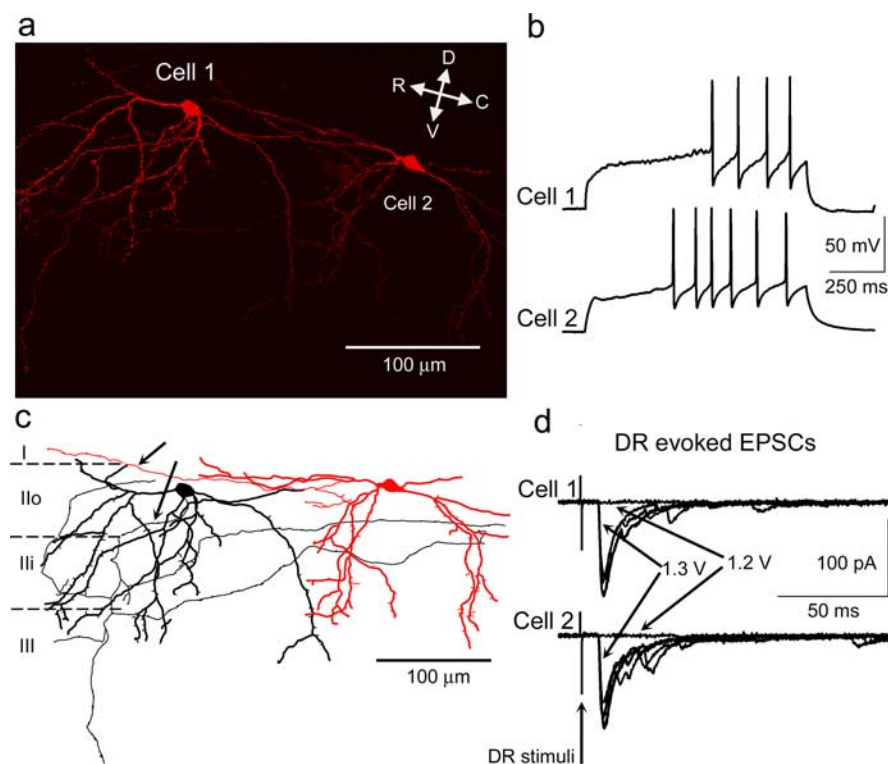 a
Cell 1
D
R
C
V
Cell 2
100 μm
b
Cell 1
50 mV
250 ms
Cell 2
c
I
IIo
IIi
III
100 μm
d
DR evoked EPSCs
Cell 1
1.3 V
1.2 V
100 pA
50 ms
Cell 2
DR stimuli